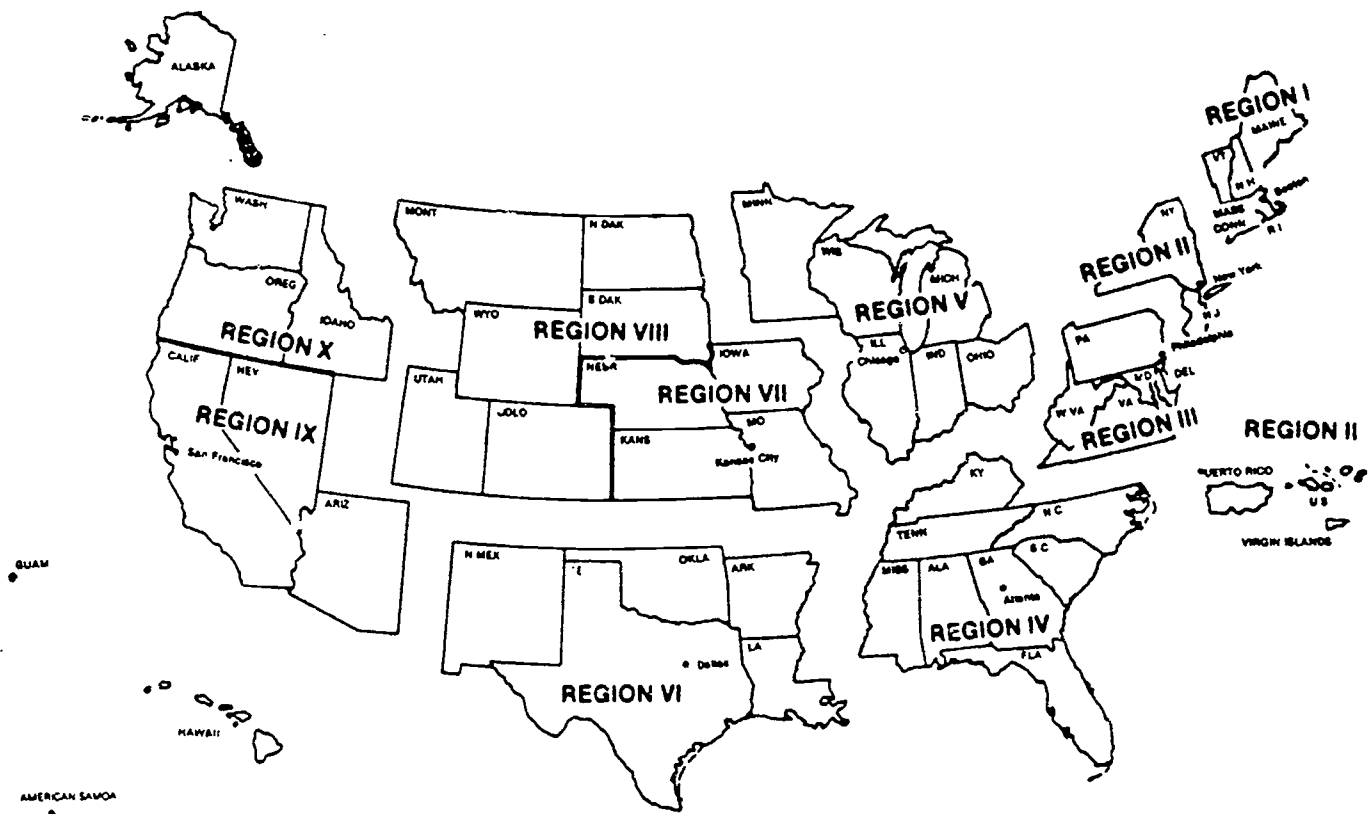 ALASKA
REGION I
MAINE
VT
N H
Boston
MASS
CONN
R I
WASH
MONT
N DAK
MINN
NY
REGION II
New York
OREG
IDAHO
WYO
S DAK
REGION VIII
WIS
MICH
REGION V
N J
Philadelphia
REGION X
CALIF
NEV
UTAH
NEBR
IOWA
ILL
Chicago
IND
OHIO
PA
MD
DEL
REGION IX
San Francisco
COLO
REGION VII
KANS
MO
Kansas City
W VA
VA
REGION III
REGION II
PUERTO RICO
U S
VIRGIN ISLANDS
ARIZ
KY
TENN
N C
S C
GUAM
N MEX
OKLA
ARK
MISS
ALA
GA
Atlanta
REGION IV
FLA
LA
Dallas
REGION VI
HAWAII
AMERICAN SAMOA